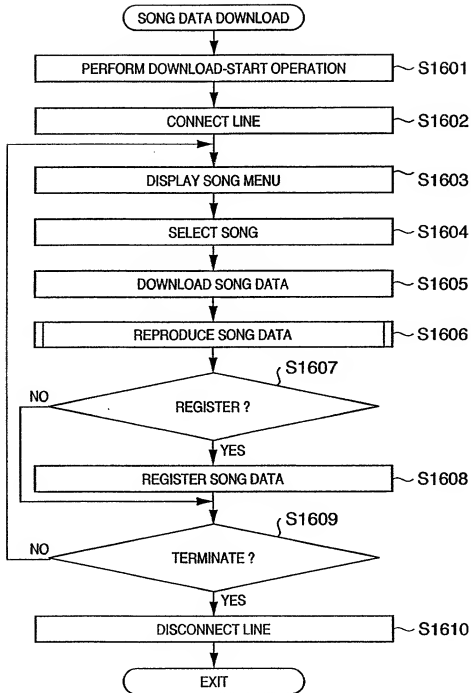 SONG DATA DOWNLOAD
PERFORM DOWNLOAD-START OPERATION
S1601
CONNECT LINE
S1602
DISPLAY SONG MENU
S1603
SELECT SONG
S1604
DOWNLOAD SONG DATA
S1605
REPRODUCE SONG DATA
S1606
S1607
NO
REGISTER ?
YES
REGISTER SONG DATA
S1608
S1609
NO
TERMINATE ?
YES
DISCONNECT LINE
S1610
EXIT